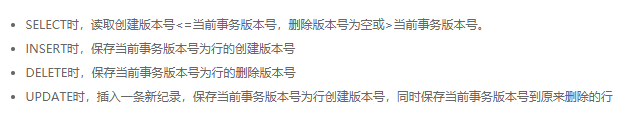 SELECT时，读取创建版本号<=当前事务版本号，删除版本号为空或>当前事务版本号。
INSERT时，保存当前事务版本号为行的创建版本号
DELETE时，保存当前事务版本号为行的删除版本号
UPDATE时，插入一条新纪录，保存当前事务版本号为行创建版本号，同时保存当前事务版本号到原来删除的行